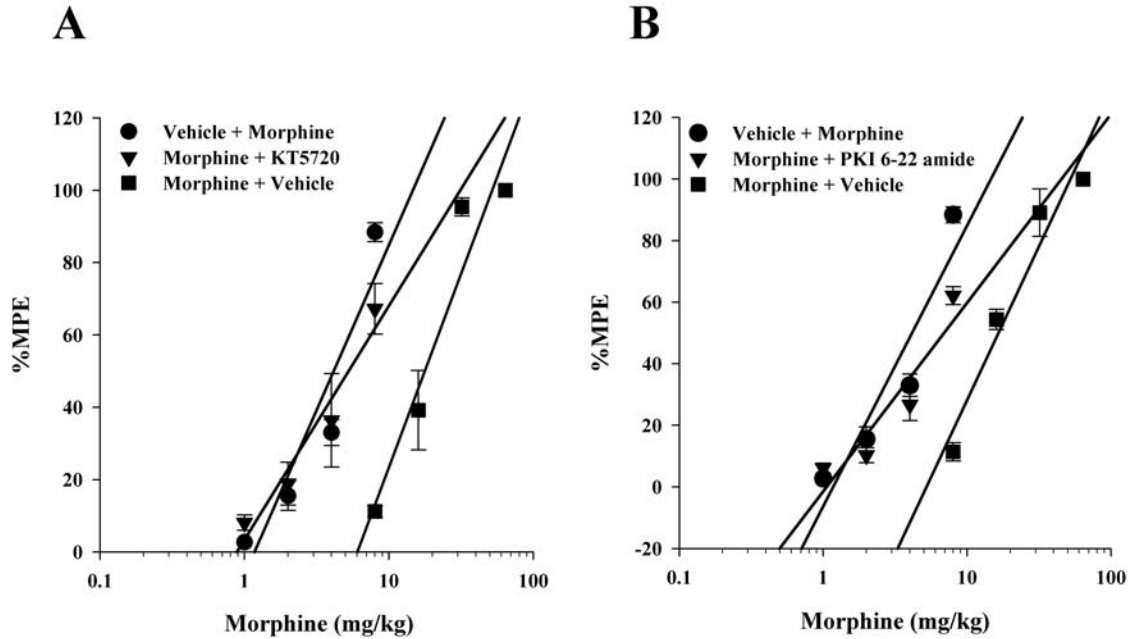 A
B
Vehicle + Morphine
Morphine + KT5720
Morphine + Vehicle
%MPE
120
100
80
60
40
20
0
0.1
1
10
100
Morphine (mg/kg)
Vehicle + Morphine
Morphine + PKI 6-22 amide
Morphine + Vehicle
%MPE
120
100
80
60
40
20
0
-20
0.1
1
10
100
Morphine (mg/kg)